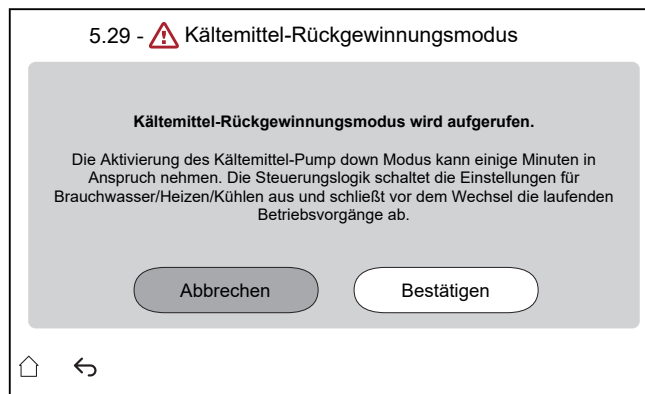 5.29 - Kältemittel-Rückgewinnungsmodus
Kältemittel-Rückgewinnungsmodus wird aufgerufen.
Die Aktivierung des Kältemittel-Pump down Modus kann einige Minuten in
Anspruch nehmen. Die Steuerungslogik schaltet die Einstellungen für
Brauchwasser/Heizen/Kühlen aus und schließt vor dem Wechsel die laufenden
Betriebsvorgänge ab.
Abbrechen Bestätigen